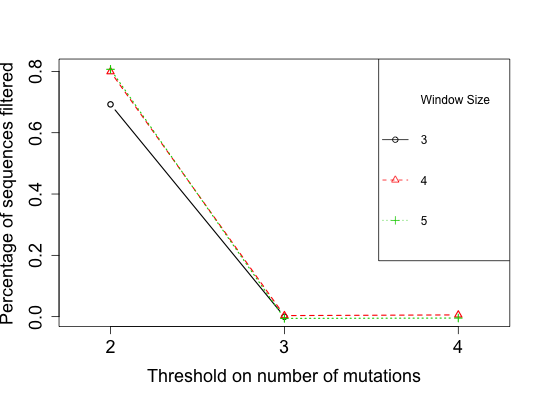 Percentage of sequences filtered
0.8
0.6
0.4
0.2
0.0
Window Size
3
4
5
2 3 4
Threshold on number of mutations